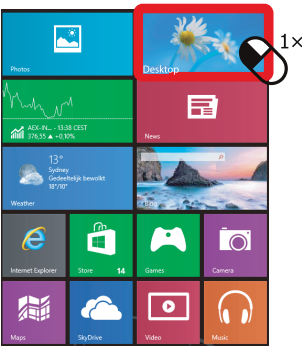 Photos
Desktop
1×
AEX-IN... - 13:38 CEST
376,55 ▲ +0,10%
News
13°
Sydney
Gedeeltelijk bewolkt
18°/10°
Weather
Bing
Internet Explorer
Store
14
Games
Camera
Maps
SkyDrive
Video
Music